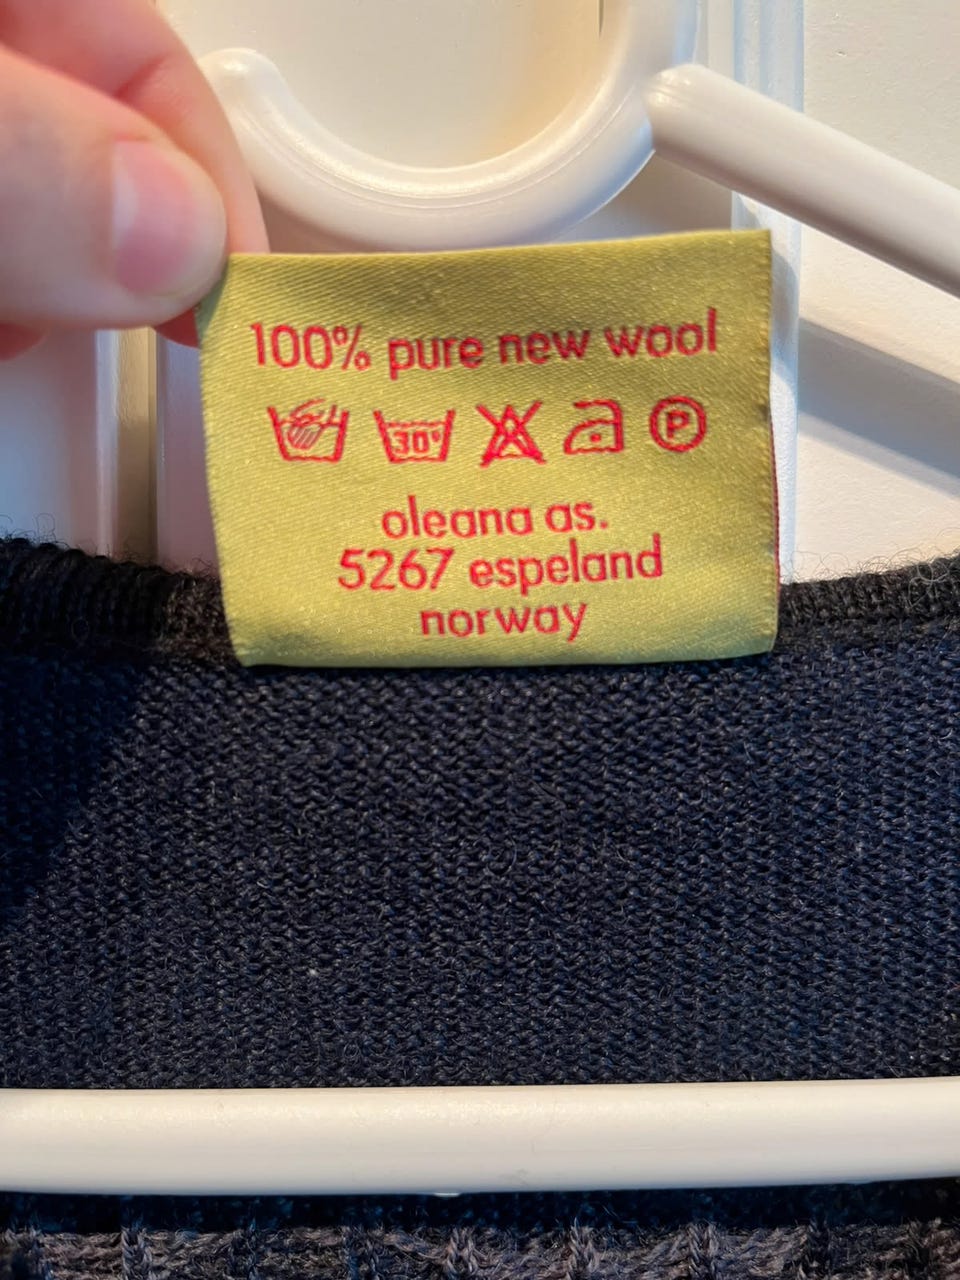 100% pure new wool
30° P
oleana as.
5267 espeland
norway